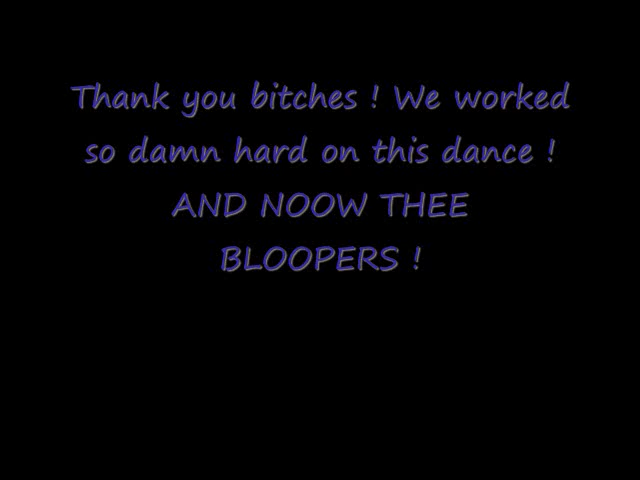 Thank you bitches ! We worked
so damn hard on this dance !
AND NOOW THEE
BLOOPERS !